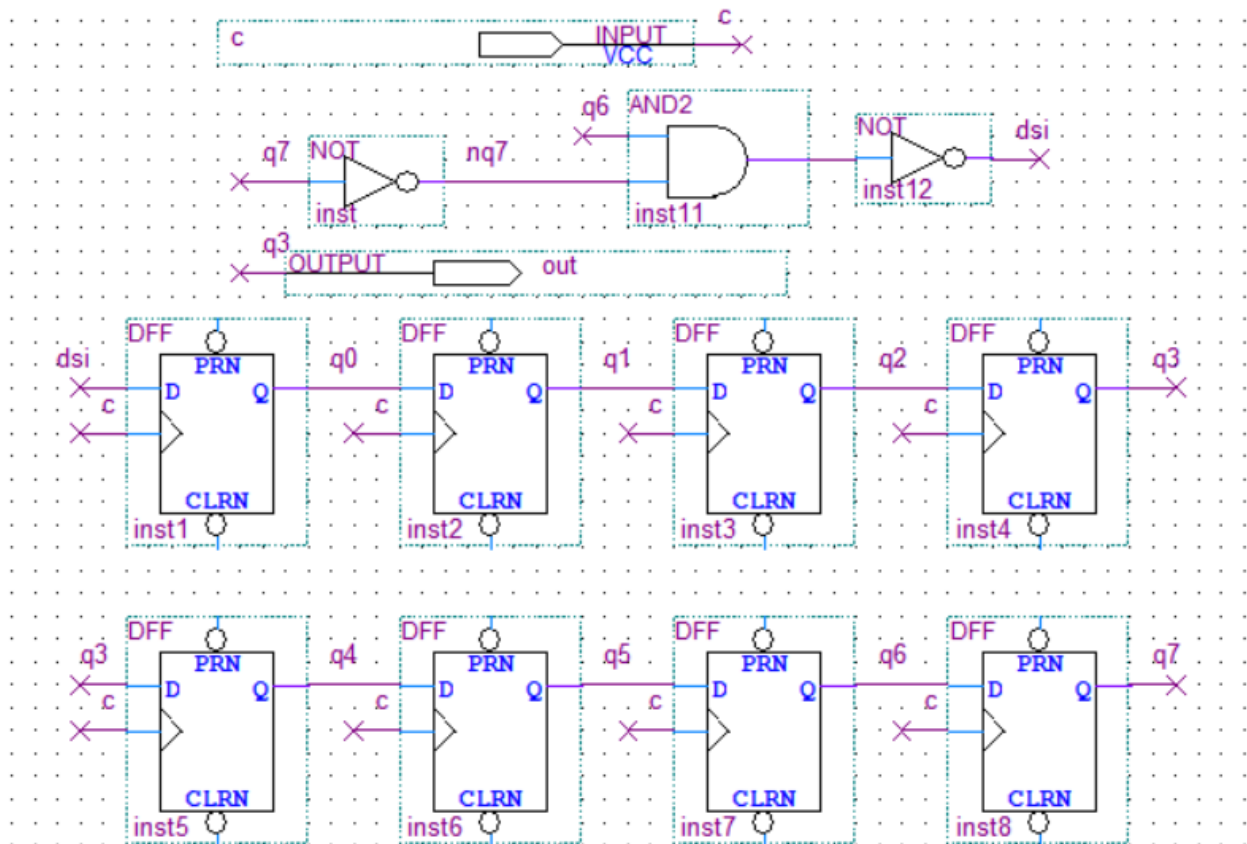 c INPUT c
VCC
q6 AND2
q7 NOT nq7 NOT dsi
inst inst11 inst12
q3 OUTPUT out
DFF DFF DFF DFF
dsi PRN q0 PRN q1 PRN q2 PRN q3
D Q D Q D Q D Q
c c c c
CLRN CLRN CLRN CLRN
inst1 inst2 inst3 inst4
DFF DFF DFF DFF
q3 PRN q4 PRN q5 PRN q6 PRN q7
D Q D Q D Q D Q
c c c c
CLRN CLRN CLRN CLRN
inst5 inst6 inst7 inst8